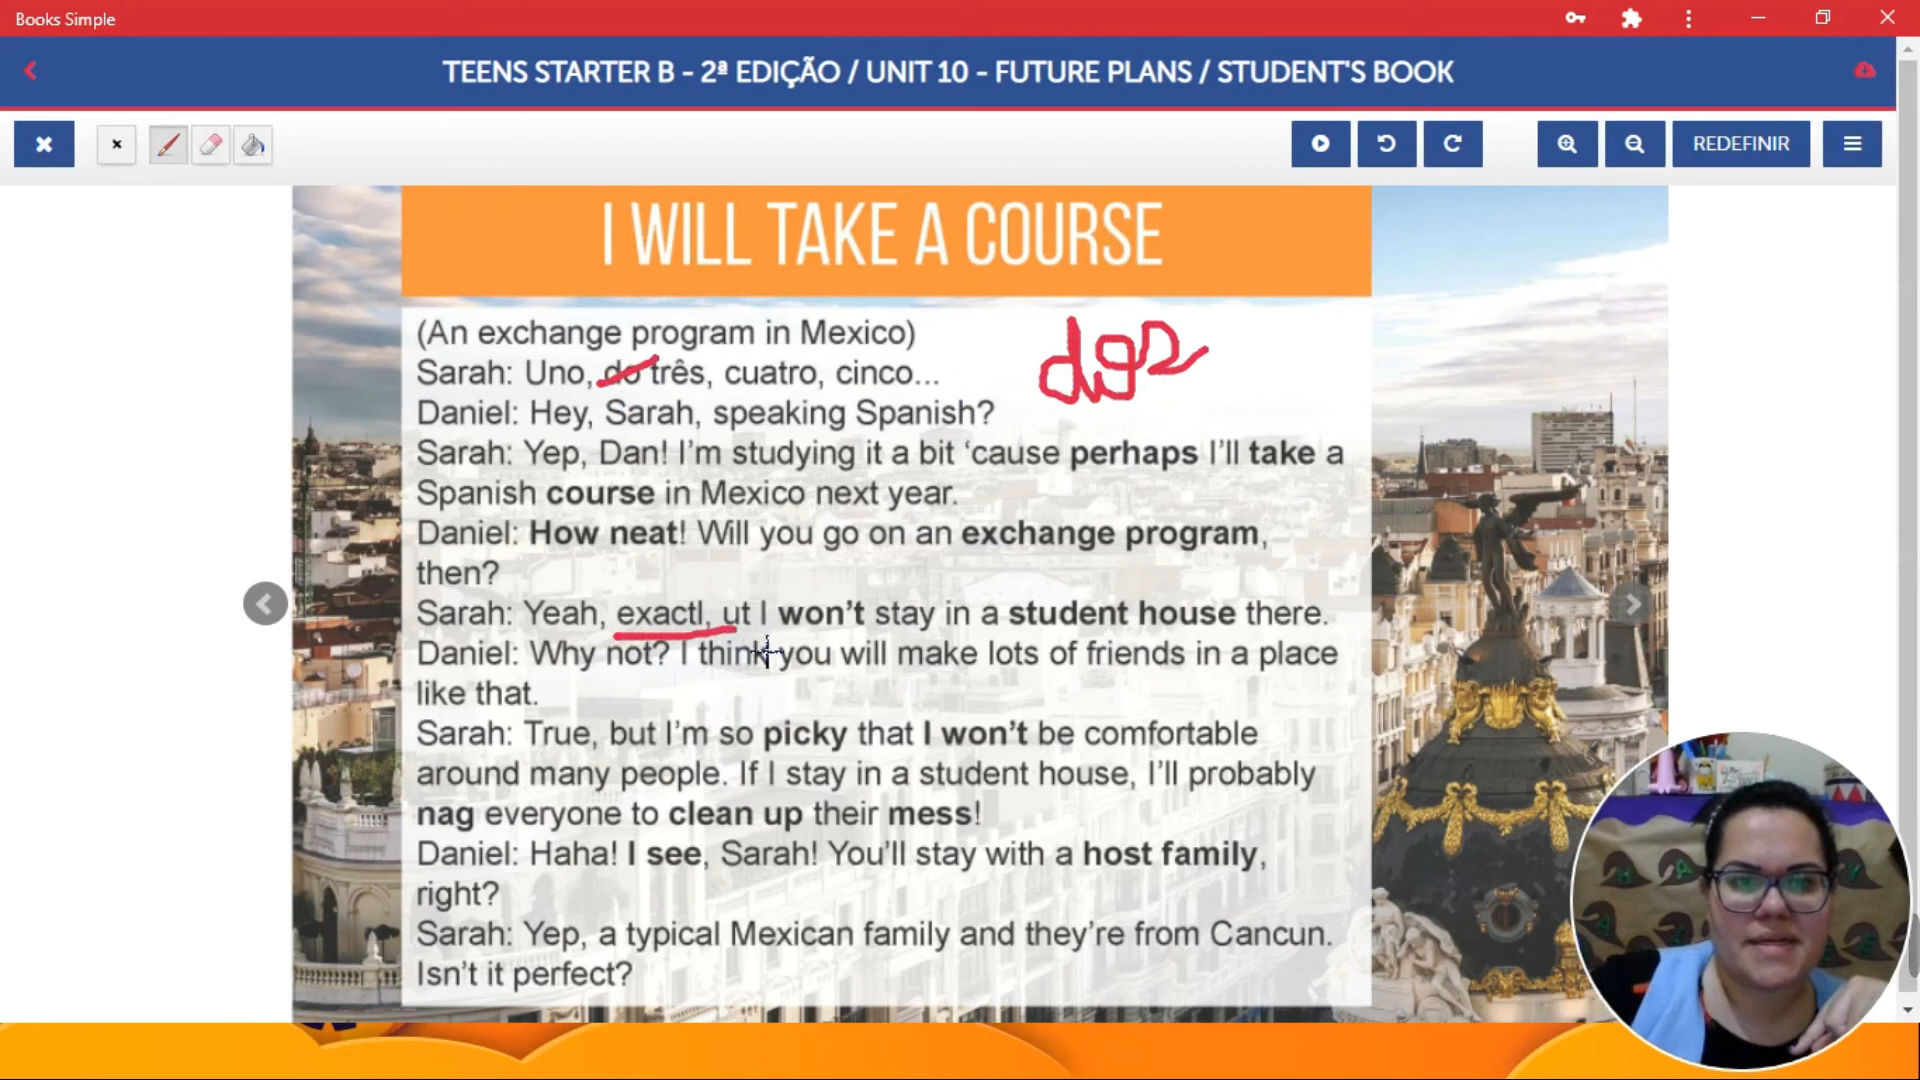 Books Simple
TEENS STARTER B - 2ª EDIÇÃO / UNIT 10 - FUTURE PLANS / STUDENT'S BOOK
REDEFINIR
I WILL TAKE A COURSE
(An exchange program in Mexico)
dos
Sarah: Uno, do três, cuatro, cinco...
Daniel: Hey, Sarah, speaking Spanish?
Sarah: Yep, Dan! I'm studying it a bit ‘cause perhaps I'll take a
Spanish course in Mexico next year.
Daniel: How neat! Will you go on an exchange program,
then?
Sarah: Yeah, exactl, ut I won't stay in a student house there.
Daniel: Why not? I think you will make lots of friends in a place
like that.
Sarah: True, but I'm so picky that I won't be comfortable
around many people. If I stay in a student house, I'll probably
nag everyone to clean up their mess!
Daniel: Haha! I see, Sarah! You'll stay with a host family,
right?
Sarah: Yep, a typical Mexican family and they're from Cancun.
Isn't it perfect?